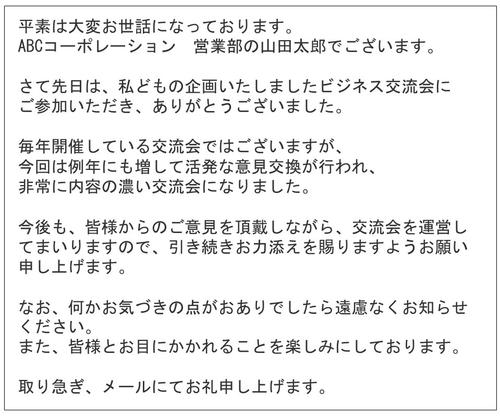 平素は大変お世話になっております。
ABCコーポレーション　営業部の山田太郎でございます。
さて先日は、私どもの企画いたしましたビジネス交流会に
ご参加いただき、ありがとうございました。
毎年開催している交流会ではございますが、
今回は例年にも増して活発な意見交換が行われ、
非常に内容の濃い交流会になりました。
今後も、皆様からのご意見を頂戴しながら、交流会を運営し
てまいりますので、引き続きお力添えを賜りますようお願い
申し上げます。
なお、何かお気づきの点がおありでしたら遠慮なくお知らせ
ください。
また、皆様とお目にかかれることを楽しみにしております。
取り急ぎ、メールにてお礼申し上げます。